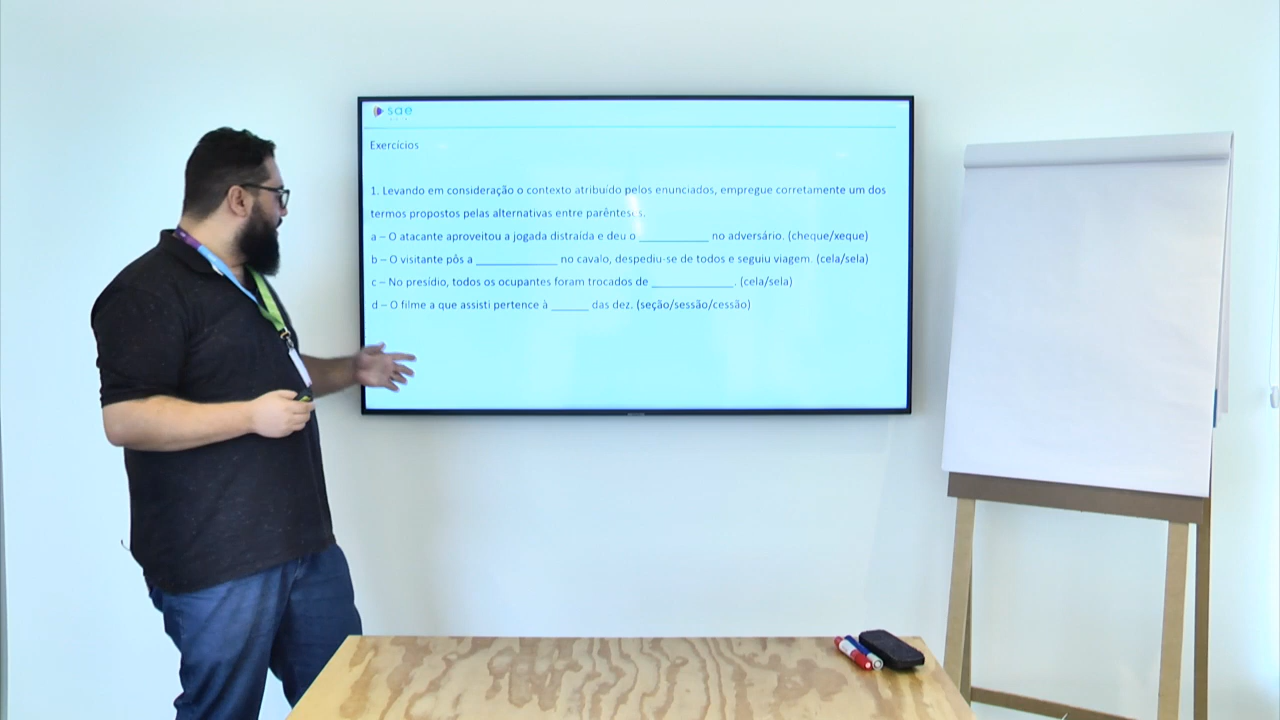 sae
Exercícios
1. Levando em consideração o contexto atribuído pelos enunciados, empregue corretamente um dos
termos propostos pelas alternativas entre parênteses.
a – O atacante aproveitou a jogada distraída e deu o ___________ no adversário. (cheque/xeque)
b – O visitante pôs a _____________ no cavalo, despediu-se de todos e seguiu viagem. (cela/sela)
c – No presídio, todos os ocupantes foram trocados de _____________. (cela/sela)
d – O filme a que assisti pertence à ______ das dez. (seção/sessão/cessão)